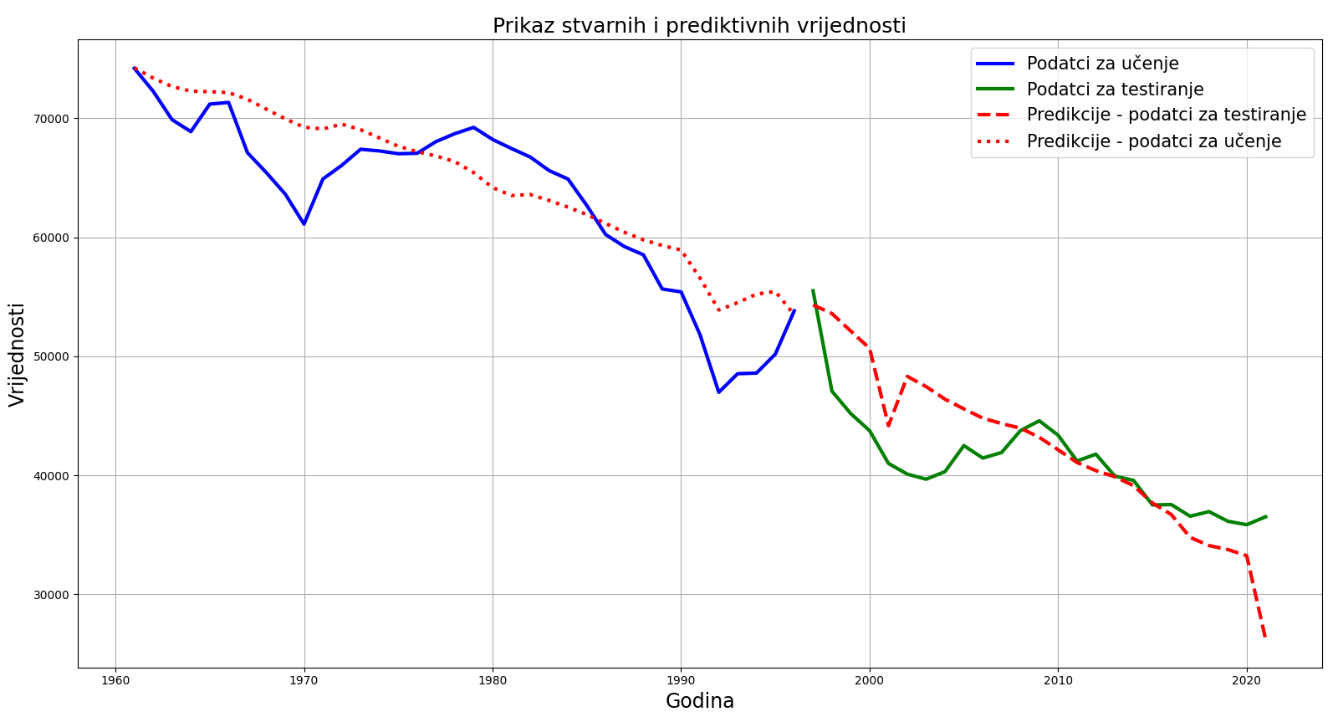 Prikaz stvarnih i prediktivnih vrijednosti
Podatci za učenje
Podatci za testiranje
Predikcije - podatci za testiranje
Predikcije - podatci za učenje
Vrijednosti
70000
60000
50000
40000
30000
1960 1970 1980 1990 2000 2010 2020
Godina